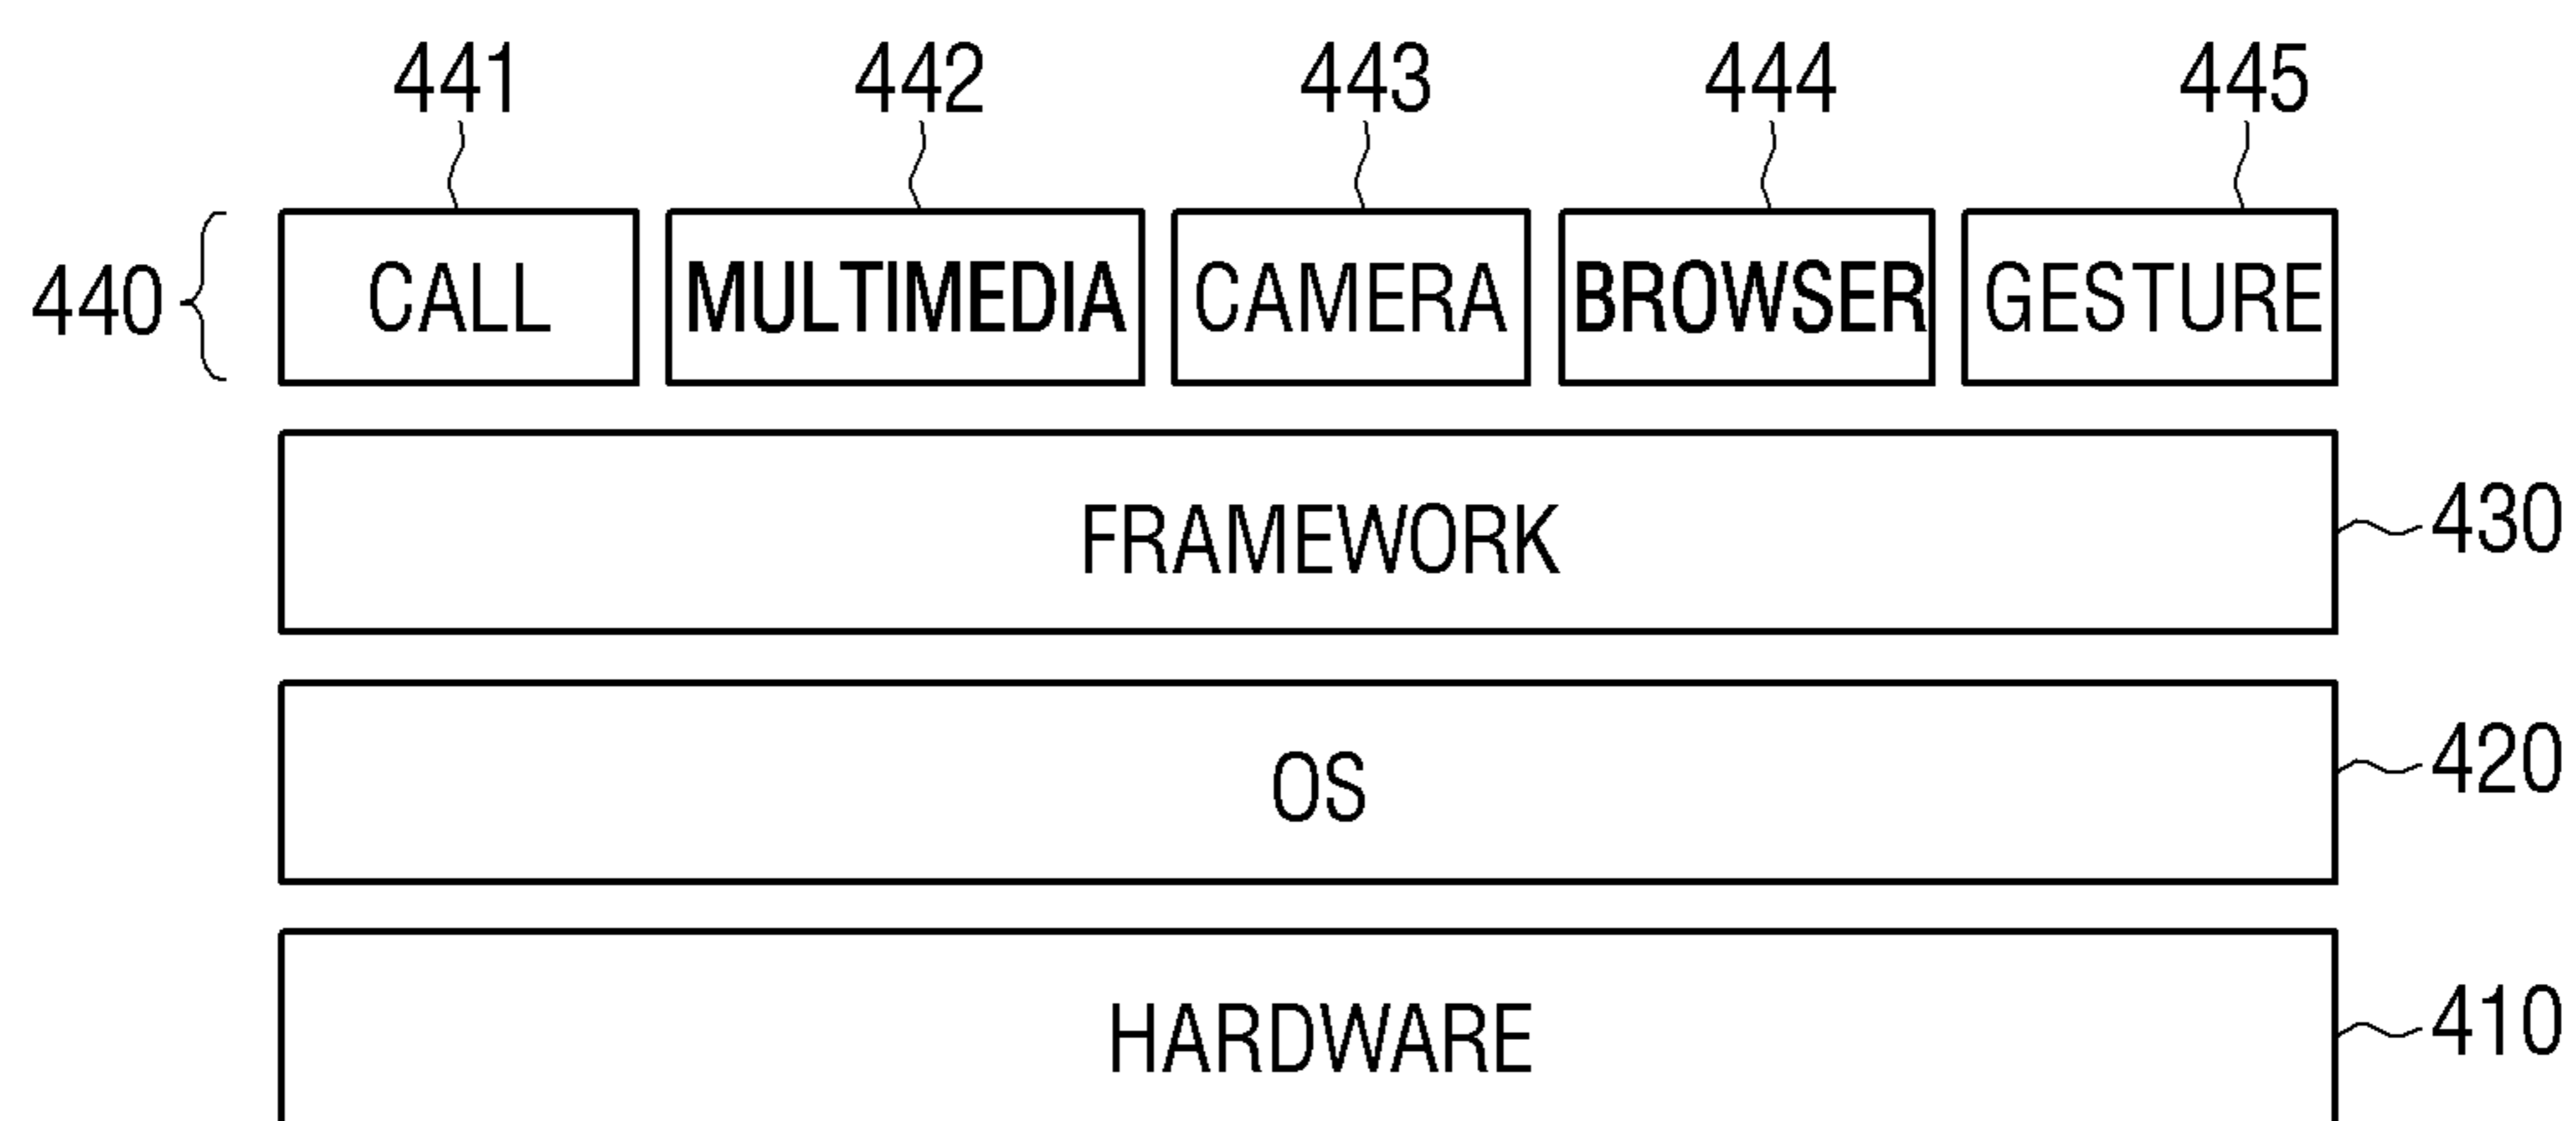 441 442 443 444 445
440 CALL MULTIMEDIA CAMERA BROWSER GESTURE
FRAMEWORK 430
OS 420
HARDWARE 410